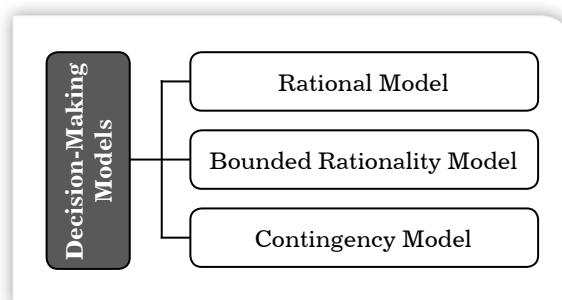 Decision-Making
Models
Rational Model
Bounded Rationality Model
Contingency Model